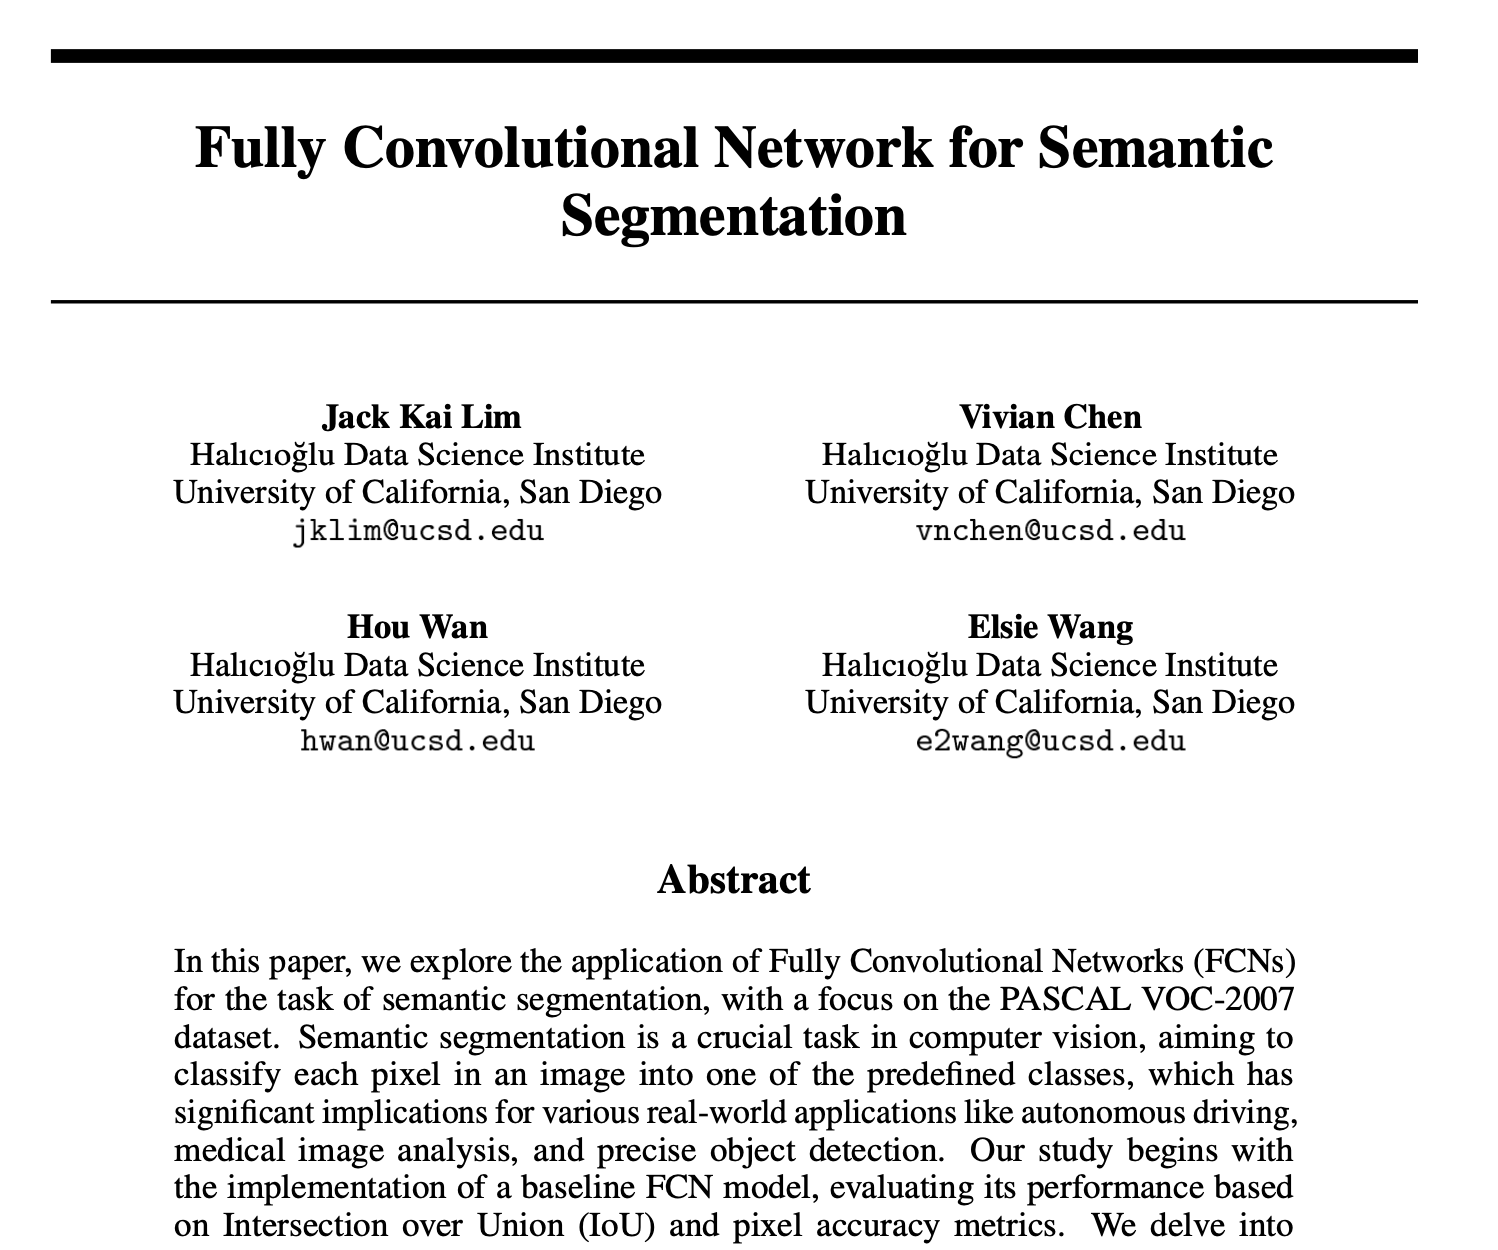 Fully Convolutional Network for Semantic
Segmentation
Jack Kai Lim
Halıcıoğlu Data Science Institute
University of California, San Diego
jklim@ucsd.edu
Vivian Chen
Halıcıoğlu Data Science Institute
University of California, San Diego
vnchen@ucsd.edu
Hou Wan
Halıcıoğlu Data Science Institute
University of California, San Diego
hwan@ucsd.edu
Elsie Wang
Halıcıoğlu Data Science Institute
University of California, San Diego
e2wang@ucsd.edu
Abstract
In this paper, we explore the application of Fully Convolutional Networks (FCNs)
for the task of semantic segmentation, with a focus on the PASCAL VOC-2007
dataset. Semantic segmentation is a crucial task in computer vision, aiming to
classify each pixel in an image into one of the predefined classes, which has
significant implications for various real-world applications like autonomous driving,
medical image analysis, and precise object detection. Our study begins with
the implementation of a baseline FCN model, evaluating its performance based
on Intersection over Union (IoU) and pixel accuracy metrics. We delve into